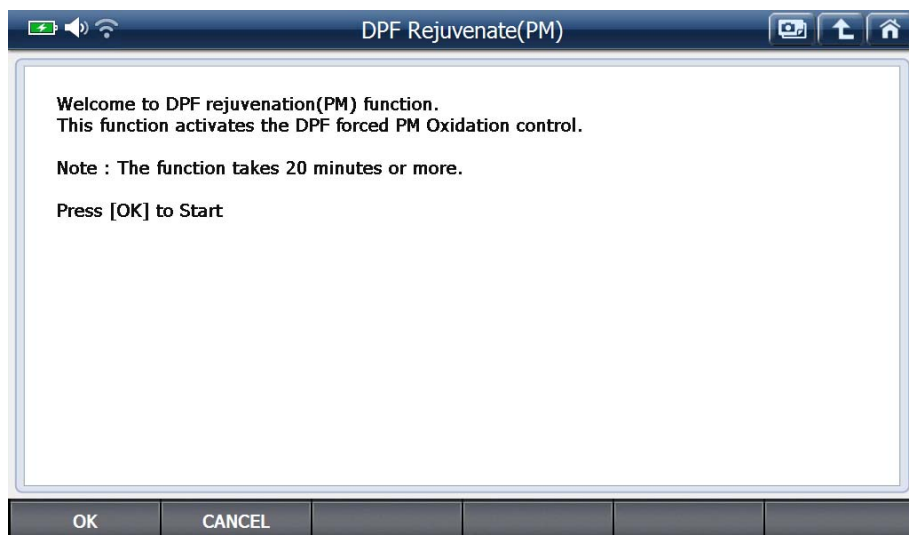 DPF Rejuvenate(PM)
Welcome to DPF rejuvenation(PM) function.
This function activates the DPF forced PM Oxidation control.
Note : The function takes 20 minutes or more.
Press [OK] to Start
OK CANCEL